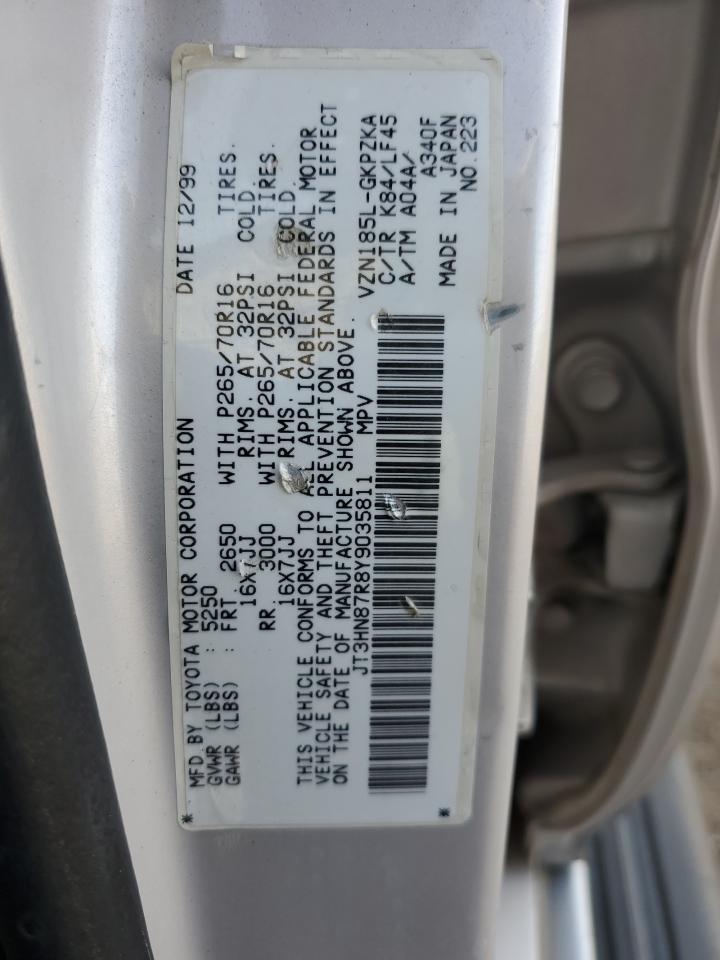 MFD.BY TOYOTA MOTOR CORPORATION DATE 12/99
GVWR (LBS) : 5250
GAWR (LBS) : FRT. 2650 WITH P265/70R16 TIRES.
16X7JJ RIMS. AT 32PSI COLD.
RR. 3000 WITH P265/70R16 TIRES.
16X7JJ RIMS. AT 32PSI COLD.
THIS VEHICLE CONFORMS TO ALL APPLICABLE FEDERAL MOTOR
VEHICLE SAFETY AND THEFT PREVENTION STANDARDS IN EFFECT
ON THE DATE OF MANUFACTURE SHOWN ABOVE.
JT3HN87R8Y9035811 MPV VZN185L-GKPZKA
C/TR K84/LF45
A/TM A04A/
A340F
* MADE IN JAPAN *
NO.223